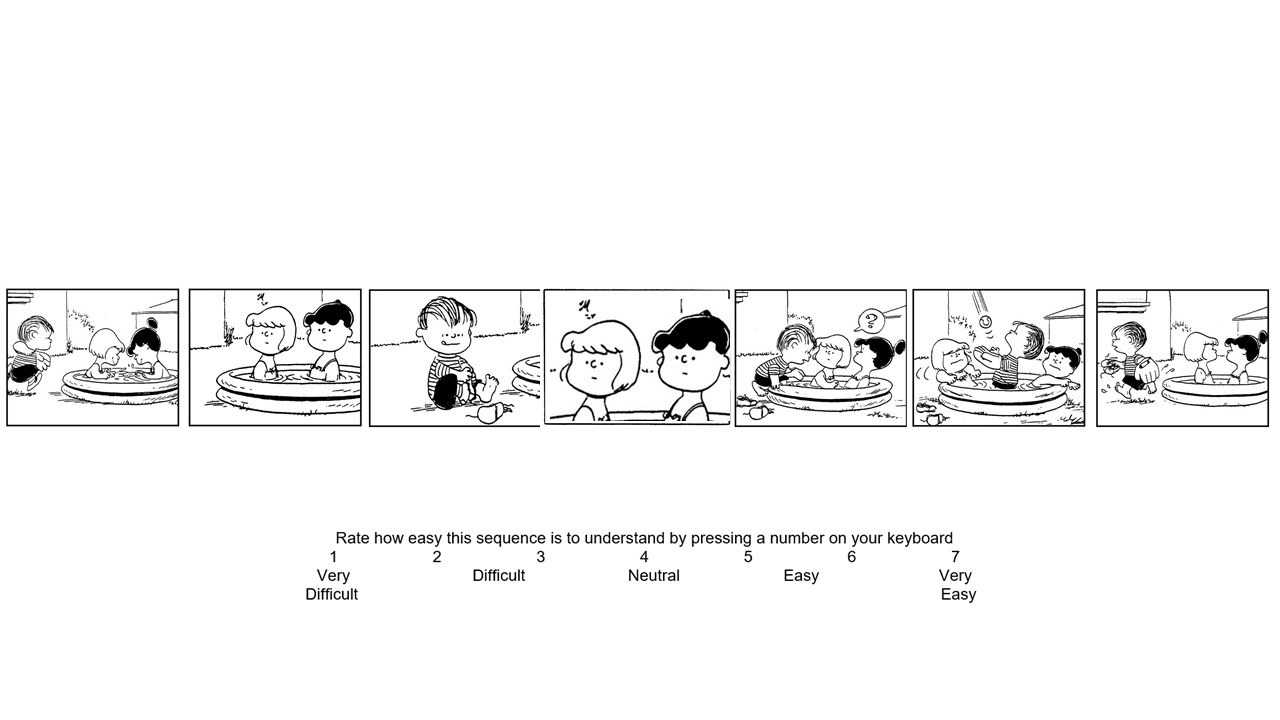 ?
Rate how easy this sequence is to understand by pressing a number on your keyboard
1 2 3 4 5 6 7
Very Difficult Neutral Easy Very
Difficult Easy